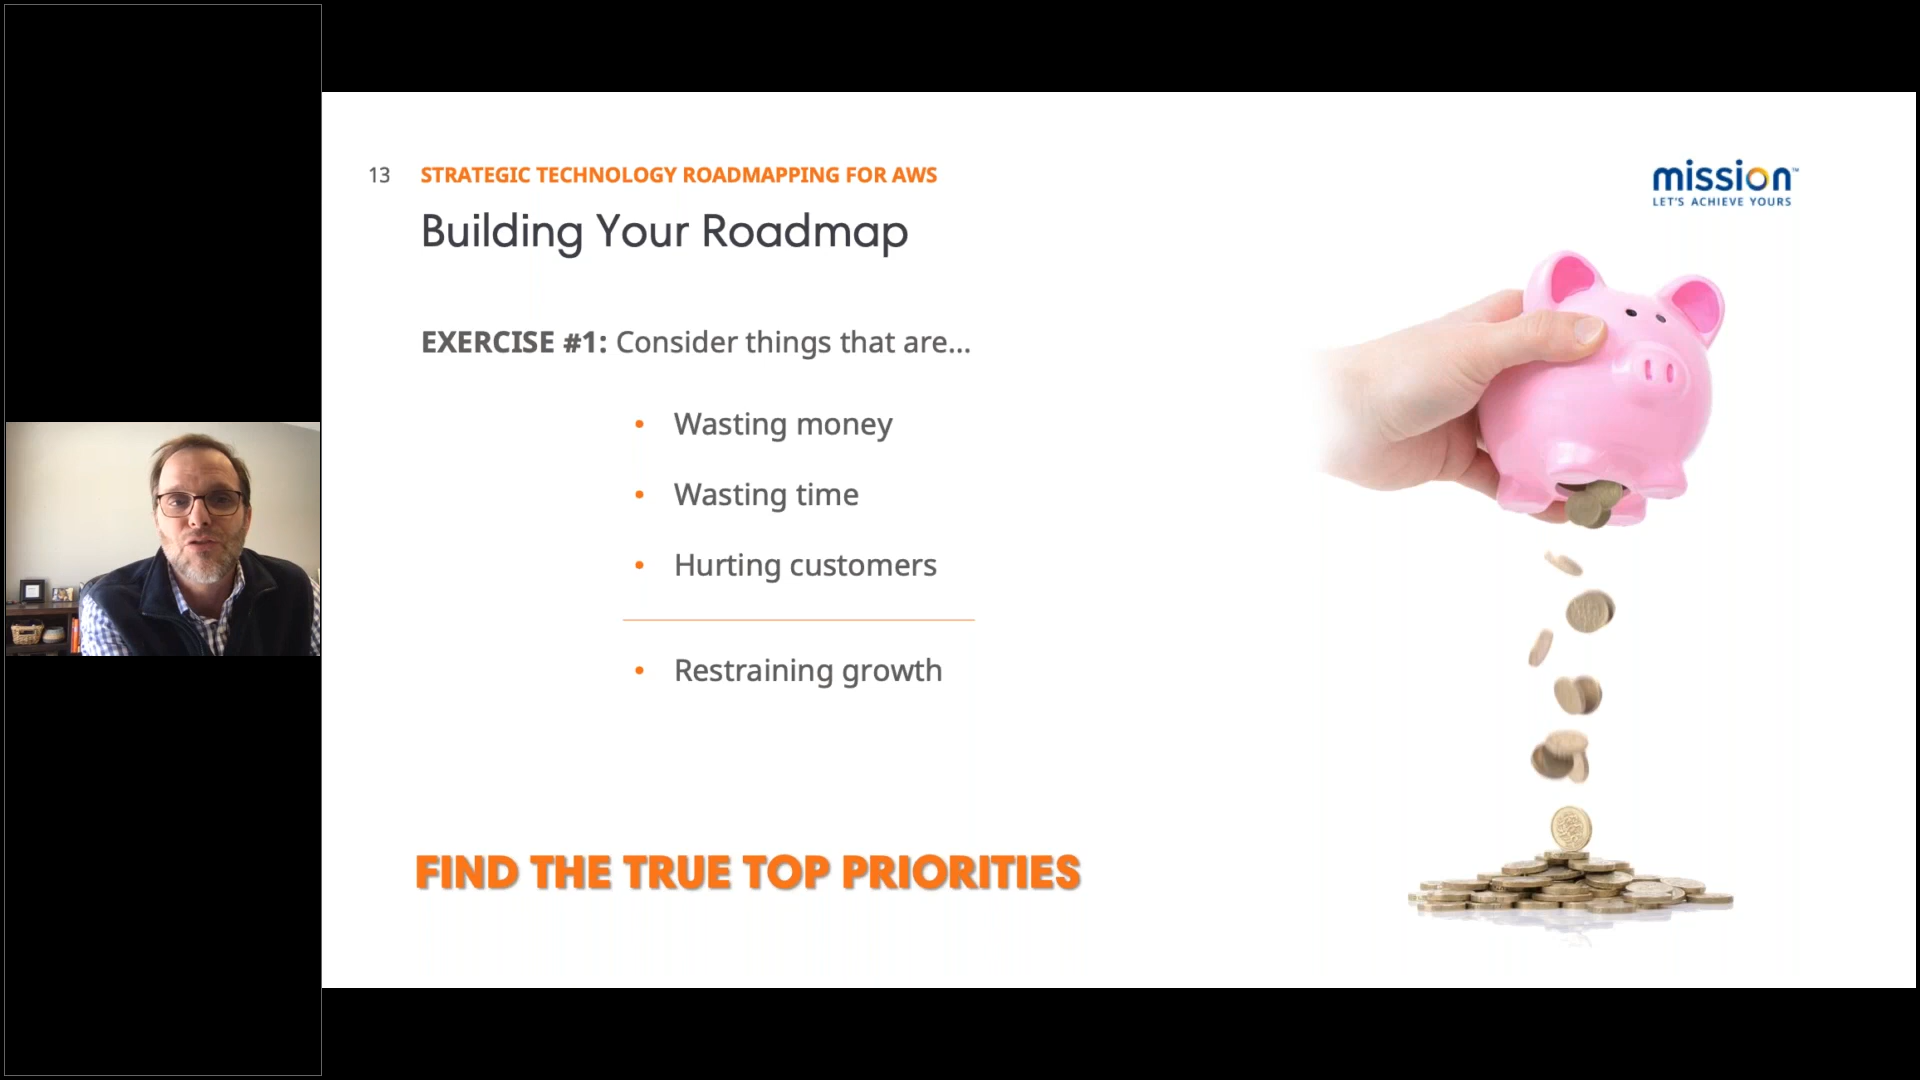 13 STRATEGIC TECHNOLOGY ROADMAPPING FOR AWS
mission™
LET'S ACHIEVE YOURS
Building Your Roadmap
EXERCISE #1: Consider things that are...
• Wasting money
• Wasting time
• Hurting customers
• Restraining growth
FIND THE TRUE TOP PRIORITIES